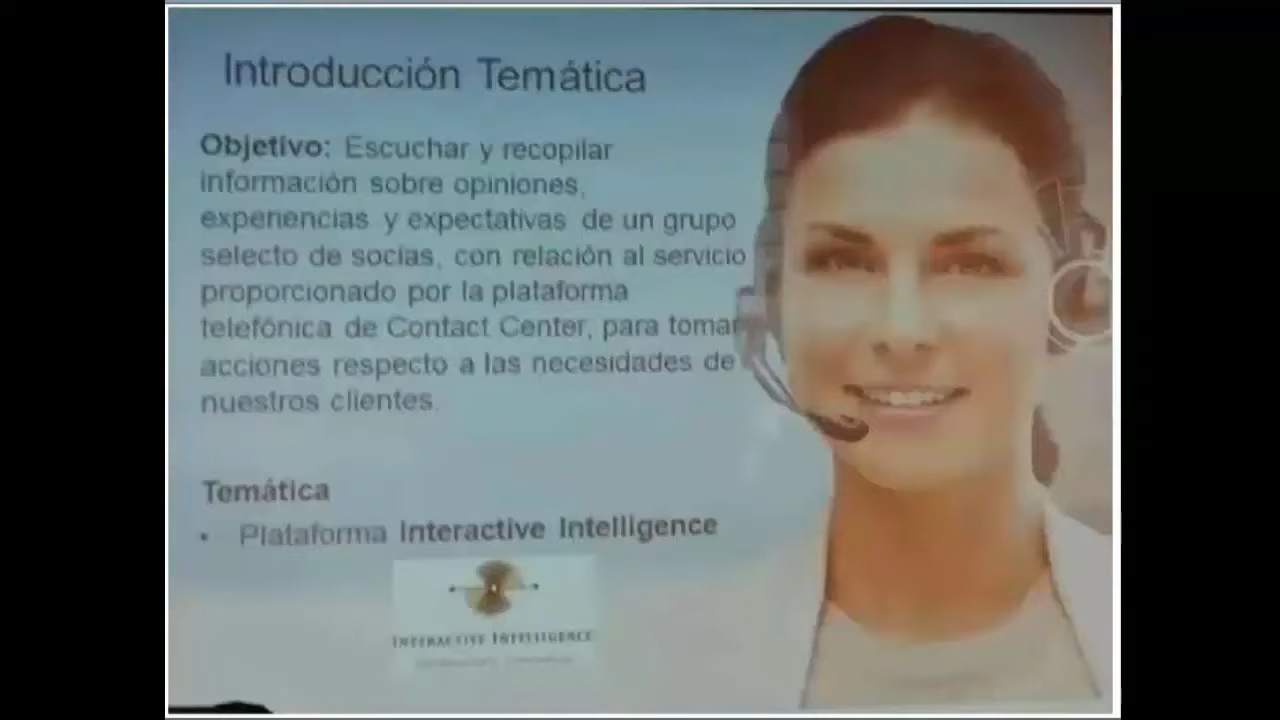 Introducción Temática
Objetivo: Escuchar y recopilar
información sobre opiniones,
experiencias y expectativas de un grupo
selecto de socias, con relación al servicio
proporcionado por la plataforma
telefónica de Contact Center, para tomar
acciones respecto a las necesidades de
nuestros clientes.
Temática
• Plataforma Interactive Intelligence
INTERACTIVE INTELLIGENCE